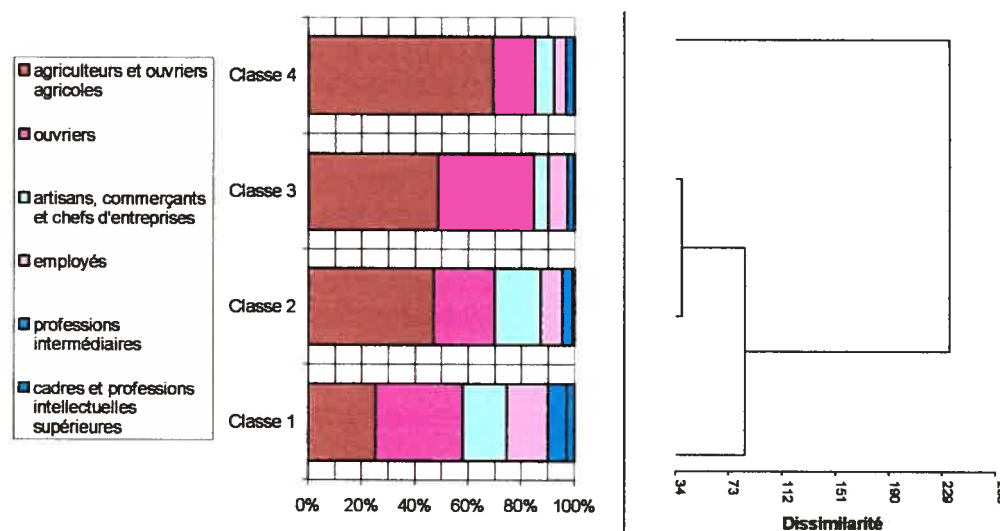 agriculteurs et ouvriers
agricoles
ouvriers
artisans, commerçants
et chefs d'entreprises
employés
professions
intermédiaires
cadres et professions
intellectuelles
supérieures
Classe 4
Classe 3
Classe 2
Classe 1
0%
20%
40%
60%
80%
100%
34
73
112
151
190
229
Dissimilarité